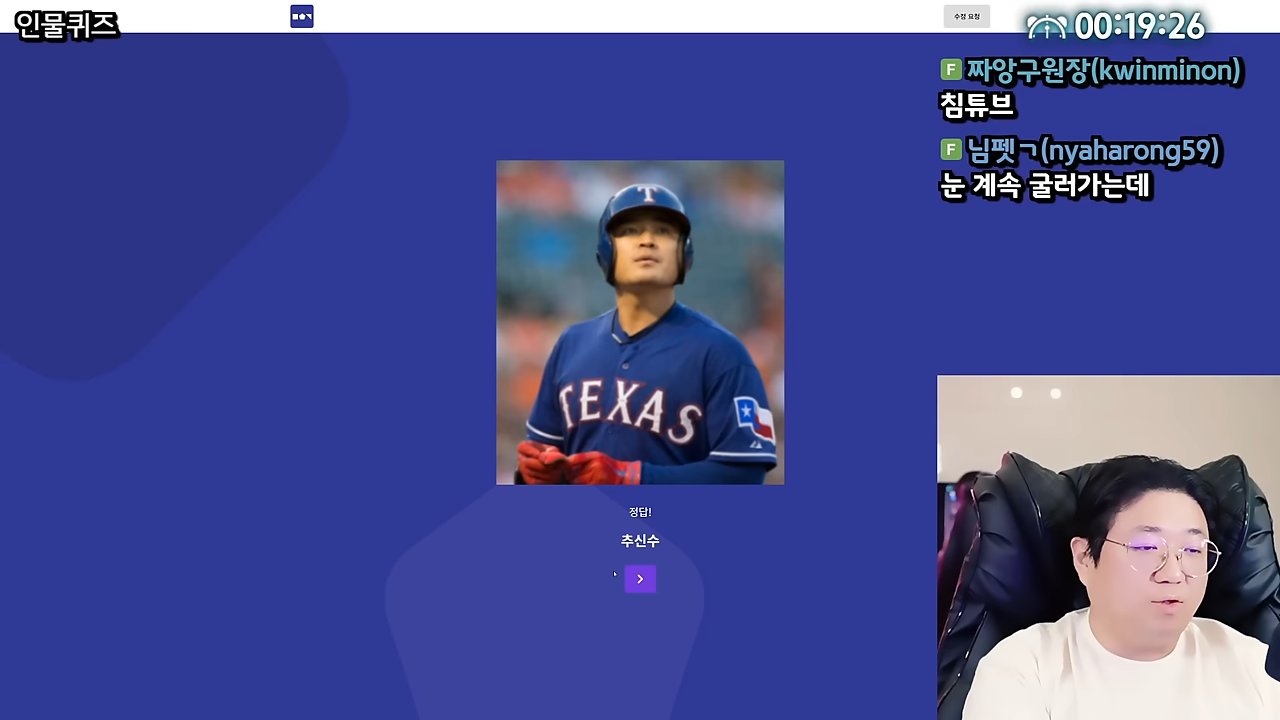 인물퀴즈
수정 요청
00:19:26
F 짜앙구원장(kwinminon)
침튜브
F 님펫ㄱ(nyaharong59)
눈 계속 굴러가는데
T
TEXAS
정답!
추신수